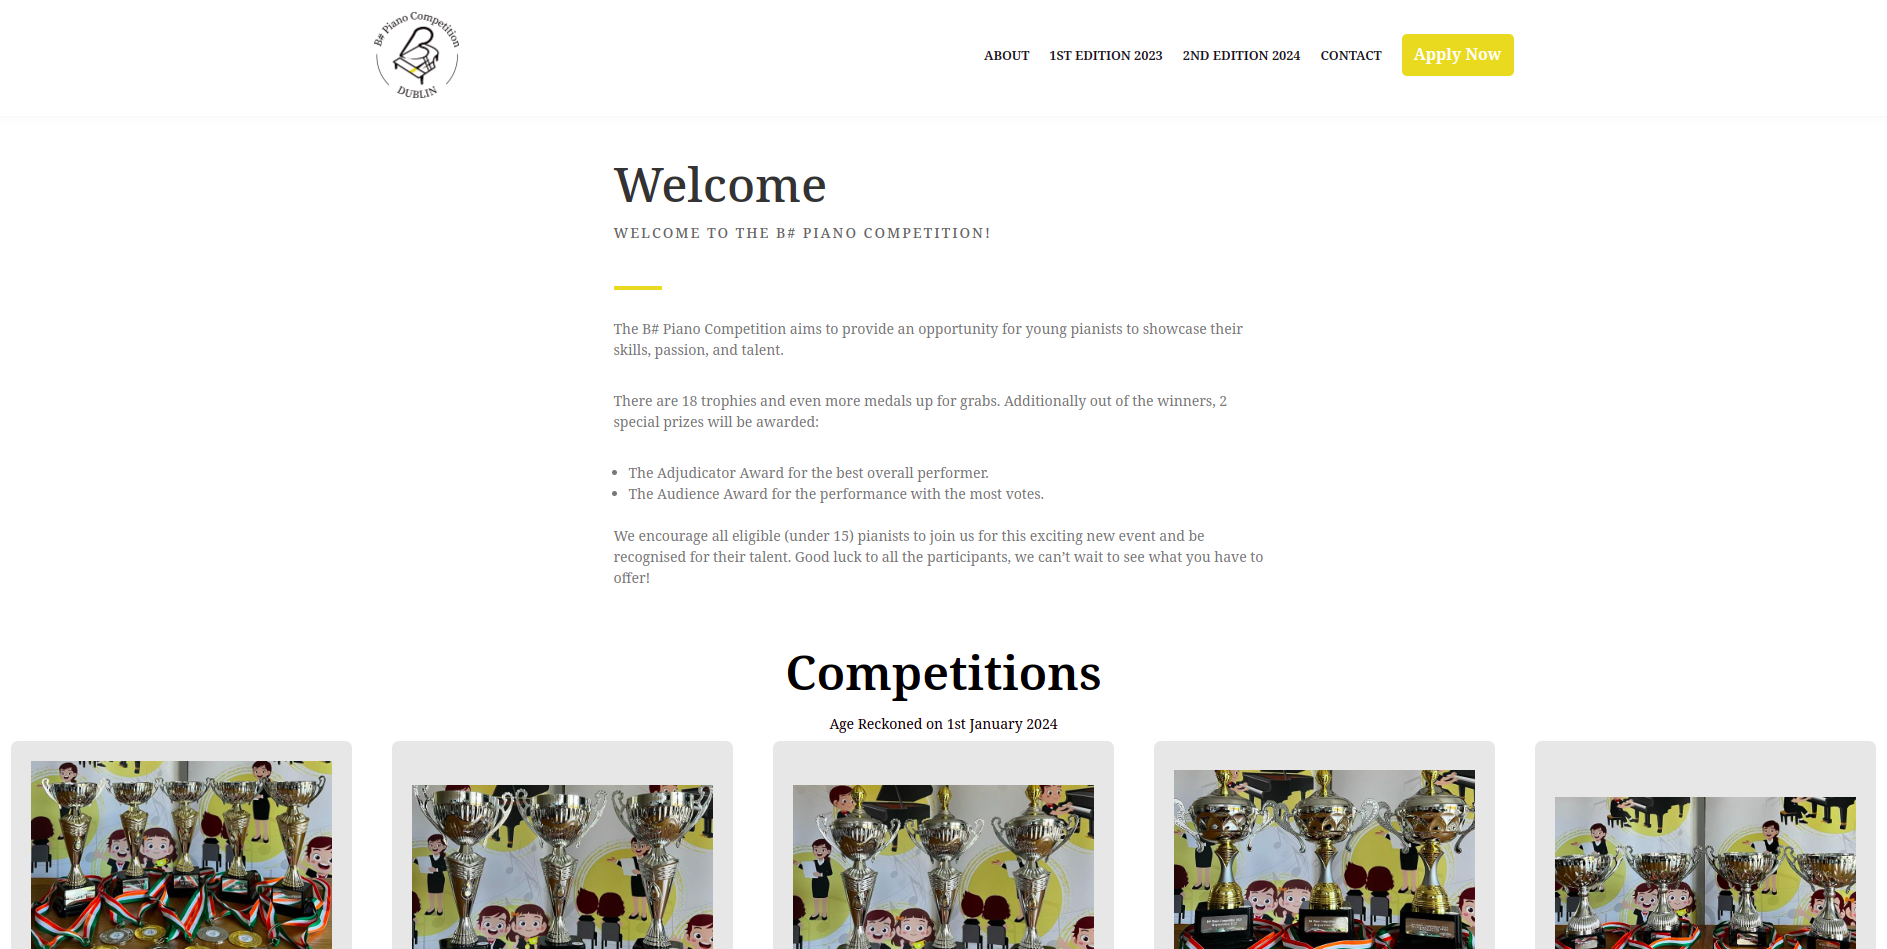 B# Piano Competition
DUBLIN
ABOUT 1ST EDITION 2023 2ND EDITION 2024 CONTACT Apply Now
Welcome
WELCOME TO THE B# PIANO COMPETITION!
The B# Piano Competition aims to provide an opportunity for young pianists to showcase their
skills, passion, and talent.
There are 18 trophies and even more medals up for grabs. Additionally out of the winners, 2
special prizes will be awarded:
The Adjudicator Award for the best overall performer.
The Audience Award for the performance with the most votes.
We encourage all eligible (under 15) pianists to join us for this exciting new event and be
recognised for their talent. Good luck to all the participants, we can’t wait to see what you have to
offer!
Competitions
Age Reckoned on 1st January 2024